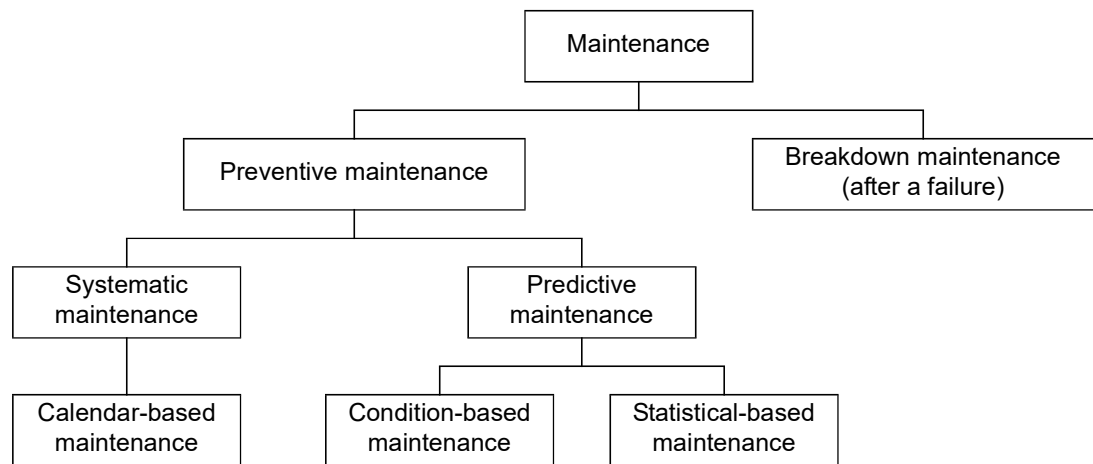 Maintenance
Preventive maintenance
Breakdown maintenance
(after a failure)
Systematic
maintenance
Predictive
maintenance
Calendar-based
maintenance
Condition-based
maintenance
Statistical-based
maintenance